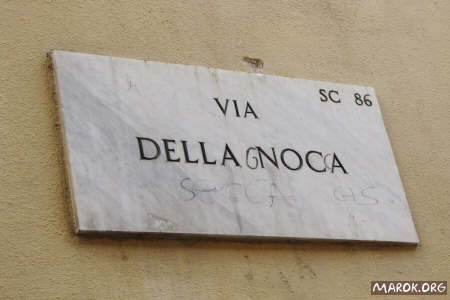 SC 86
VIA
DELLA GNOCCA
MAROK.ORG